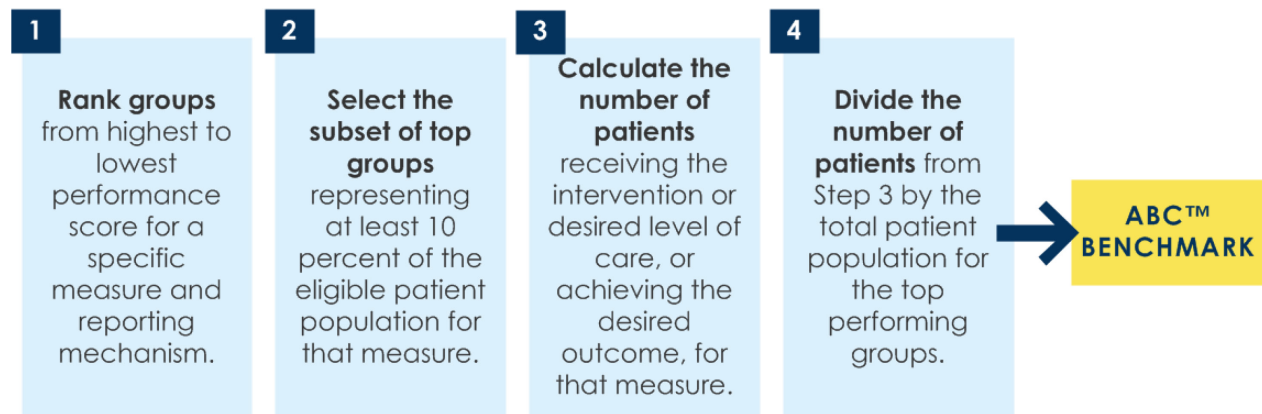 1
Rank groups
from highest to
lowest
performance
score for a
specific
measure and
reporting
mechanism.
2
Select the
subset of top
groups
representing
at least 10
percent of the
eligible patient
population for
that measure.
3
Calculate the
number of
patients
receiving the
intervention or
desired level of
care, or
achieving the
desired
outcome, for
that measure.
4
Divide the
number of
patients from
Step 3 by the
total patient
population for
the top
performing
groups.
ABC™
BENCHMARK